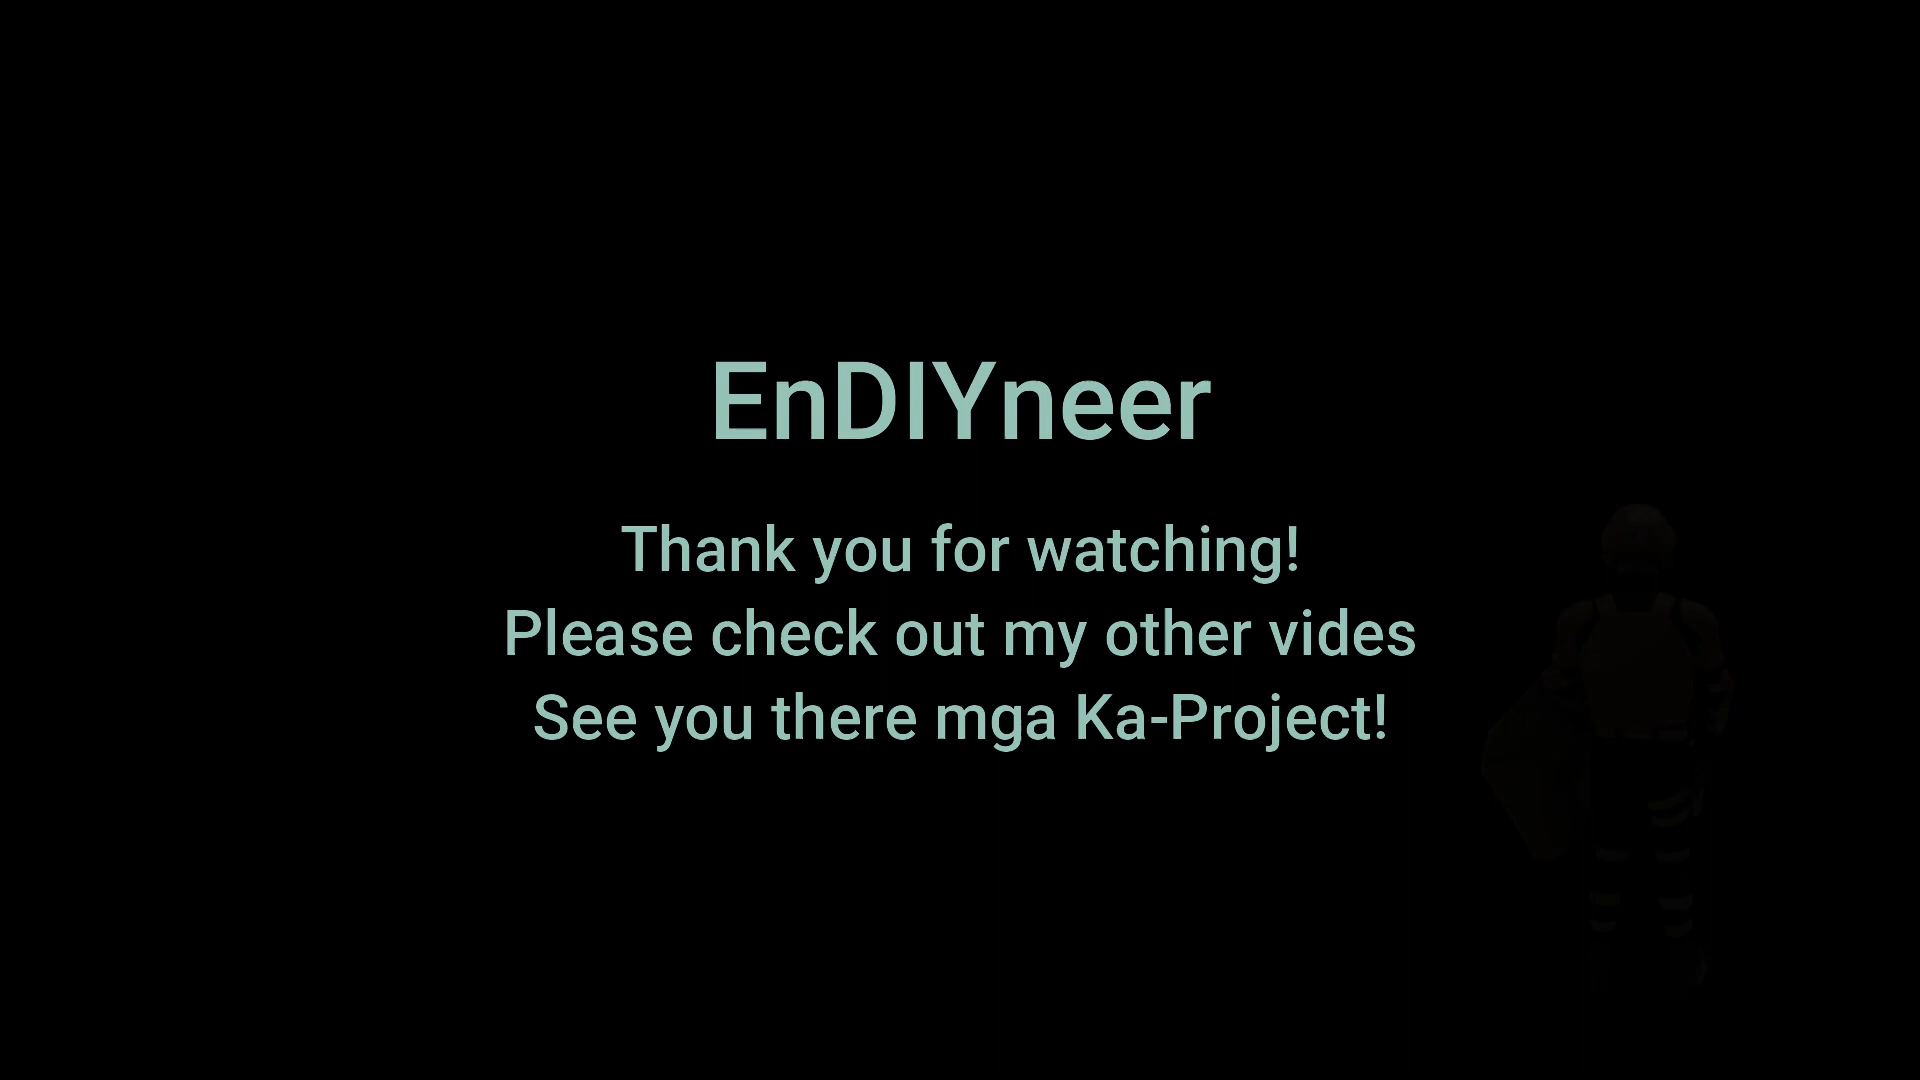 EnDIYneer
Thank you for watching!
Please check out my other vides
See you there mga Ka-Project!